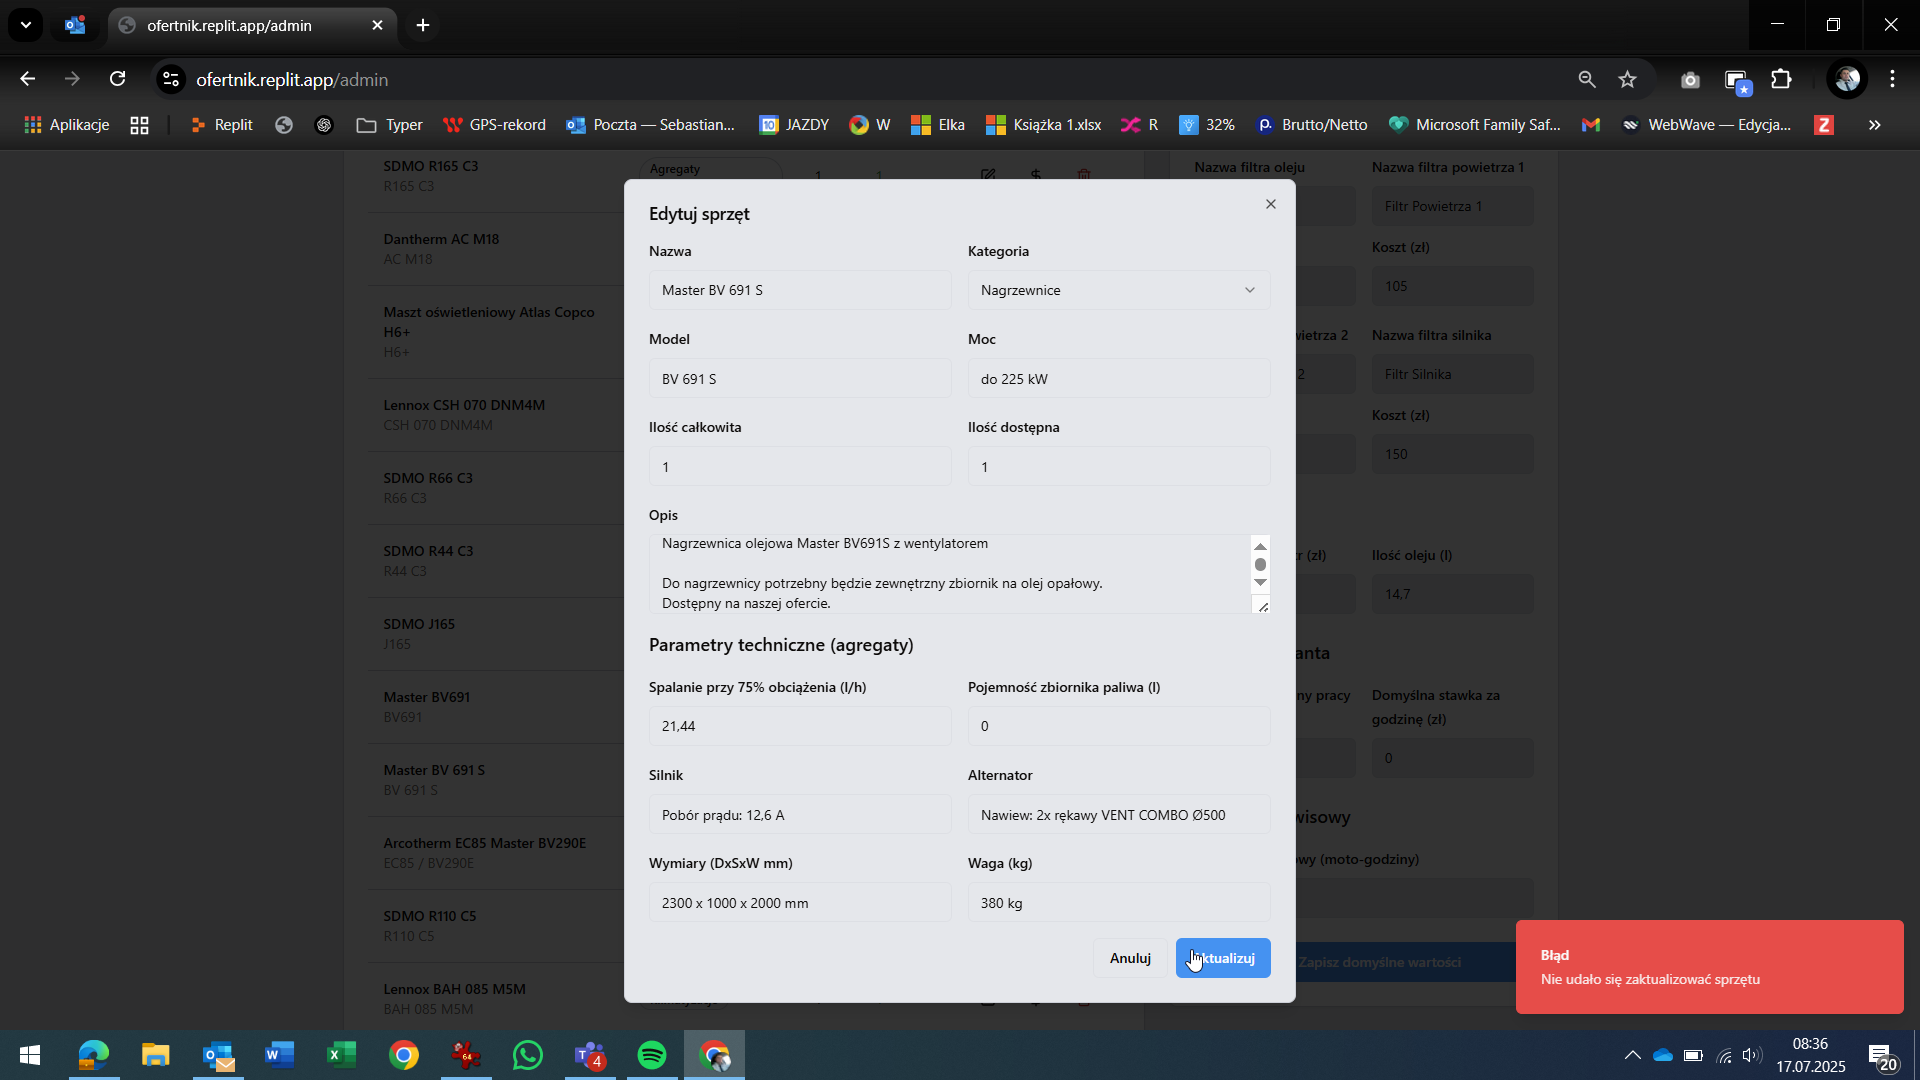 ofertnik.replit.app/admin
ofertnik.replit.app/admin
Aplikacje
Replit
Typer
GPS-rekord
Poczta — Sebastian...
JAZDY
W
Elka
Książka 1.xlsx
R
32%
Brutto/Netto
Microsoft Family Saf...
WebWave — Edycja...
SDMO R165 C3
R165 C3
Agregaty
1
1
Dantherm AC M18
AC M18
Maszt oświetleniowy Atlas Copco
H6+
H6+
Lennox CSH 070 DNM4M
CSH 070 DNM4M
SDMO R66 C3
R66 C3
SDMO R44 C3
R44 C3
SDMO J165
J165
Master BV691
BV691
Master BV 691 S
BV 691 S
Arcotherm EC85 Master BV290E
EC85 / BV290E
SDMO R110 C5
R110 C5
Lennox BAH 085 M5M
BAH 085 M5M
Edytuj sprzęt
Nazwa
Kategoria
Master BV 691 S
Nagrzewnice
Model
Moc
BV 691 S
do 225 kW
Ilość całkowita
Ilość dostępna
1
1
Opis
Nagrzewnica olejowa Master BV691S z wentylatorem
Do nagrzewnicy potrzebny będzie zewnętrzny zbiornik na olej opałowy.
Dostępny na naszej ofercie.
Parametry techniczne (agregaty)
Spalanie przy 75% obciążenia (l/h)
Pojemność zbiornika paliwa (l)
21,44
0
Silnik
Alternator
Pobór prądu: 12,6 A
Nawiew: 2x rękawy VENT COMBO Ø500
Wymiary (DxSxW mm)
Waga (kg)
2300 x 1000 x 2000 mm
380 kg
Anuluj
ktualizuj
Nazwa filtra oleju
Nazwa filtra powietrza 1
Filtr Powietrza 1
Koszt (zł)
105
wietrza 2
Nazwa filtra silnika
2
Filtr Silnika
Koszt (zł)
150
tr (zł)
Ilość oleju (l)
14,7
anta
ny pracy
Domyślna stawka za
godzinę (zł)
0
wisowy
owy (moto-godziny)
Zapisz domyślne wartości
Błąd
Nie udało się zaktualizować sprzętu
64
4
08:36
17.07.2025
20